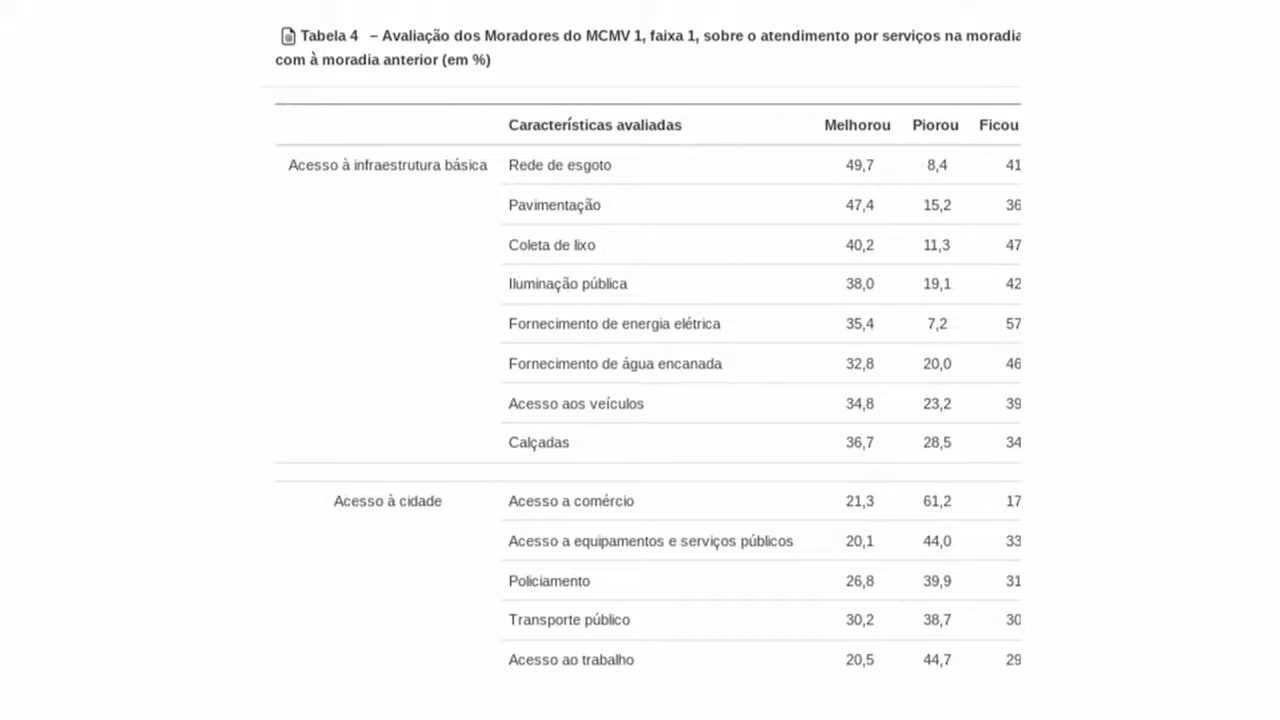 Tabela 4 – Avaliação dos Moradores do MCMV 1, faixa 1, sobre o atendimento por serviços na moradia
com à moradia anterior (em %)
Características avaliadas Melhorou Piorou Ficou
Acesso à infraestrutura básica Rede de esgoto 49,7 8,4 41
Pavimentação 47,4 15,2 36
Coleta de lixo 40,2 11,3 47
Iluminação pública 38,0 19,1 42
Fornecimento de energia elétrica 35,4 7,2 57
Fornecimento de água encanada 32,8 20,0 46
Acesso aos veículos 34,8 23,2 39
Calçadas 36,7 28,5 34
Acesso à cidade Acesso a comércio 21,3 61,2 17
Acesso a equipamentos e serviços públicos 20,1 44,0 33
Policiamento 26,8 39,9 31
Transporte público 30,2 38,7 30
Acesso ao trabalho 20,5 44,7 29